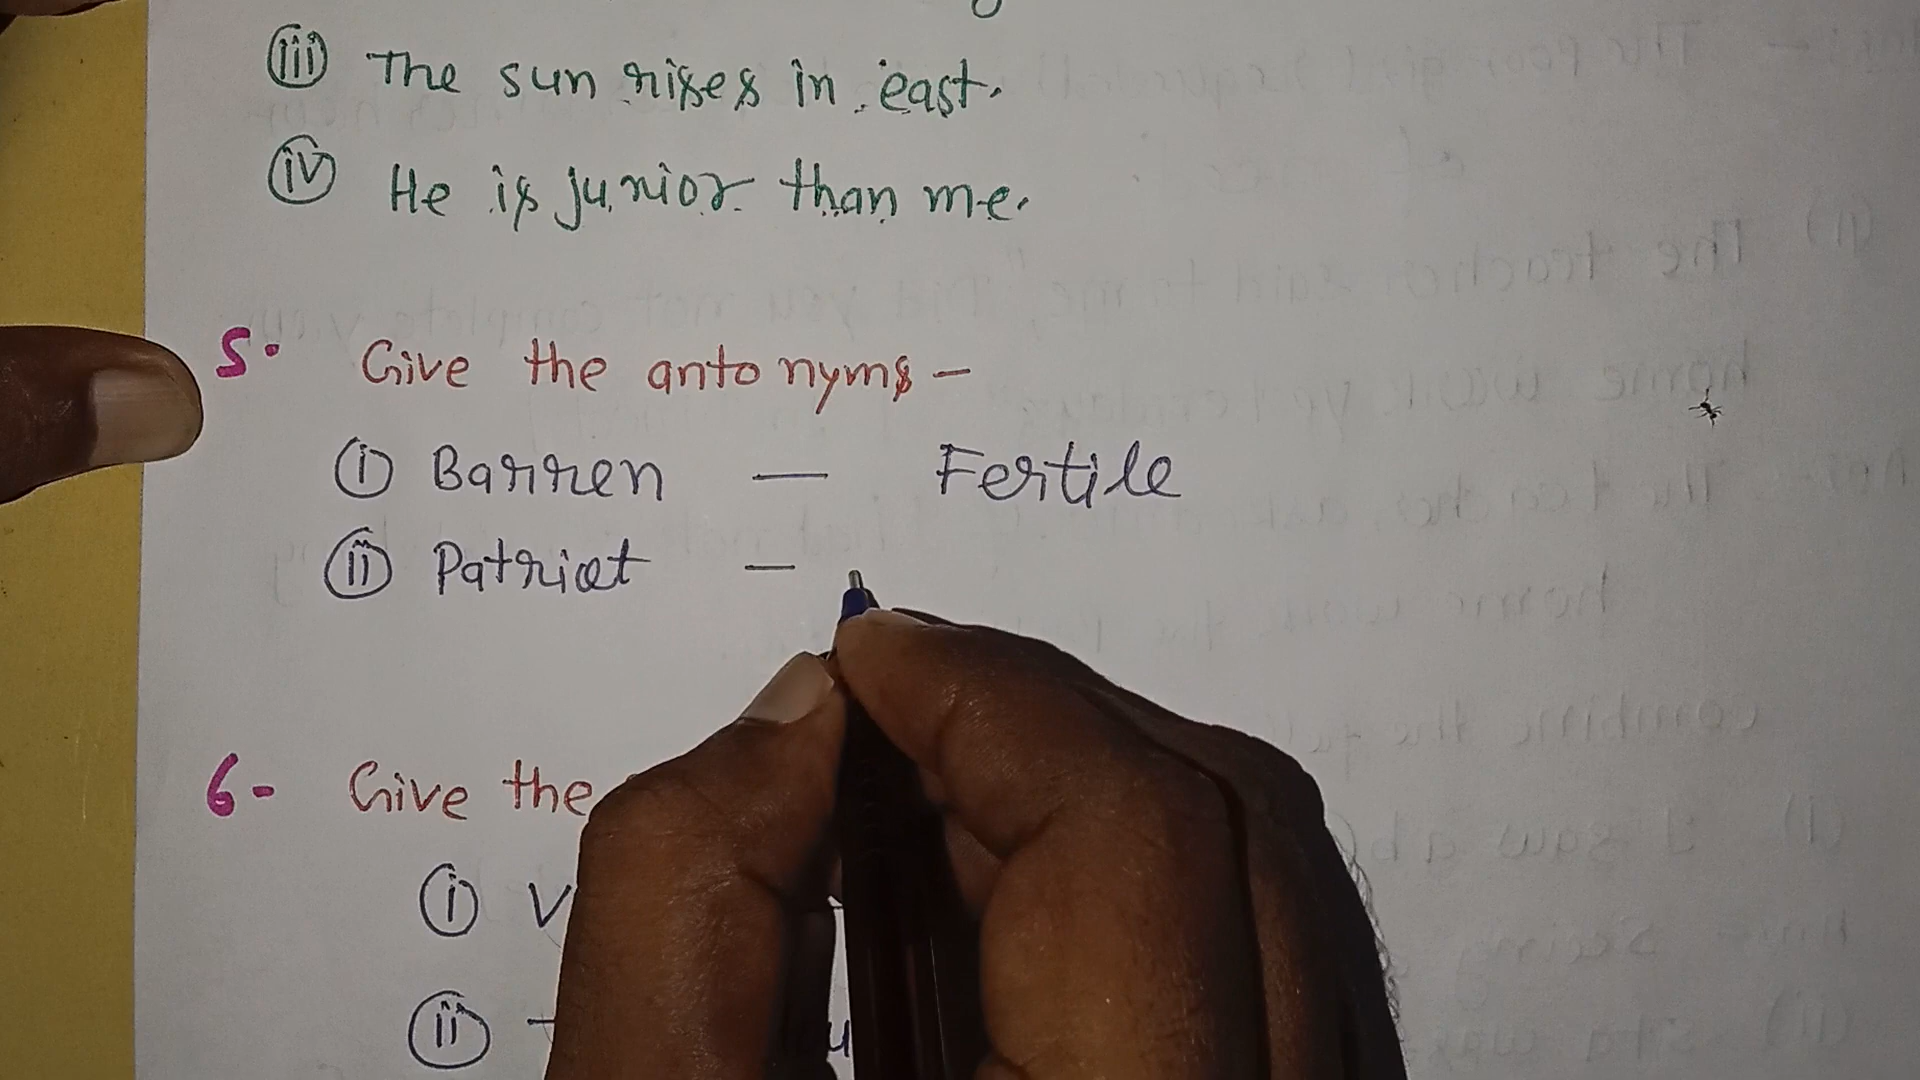 (iii) The sun rises in east.
(iv) He is junior than me.
5. Give the antonyms -
(i) Barren — Fertile
(ii) Patriot —
6- Give the
(i) V
(ii)